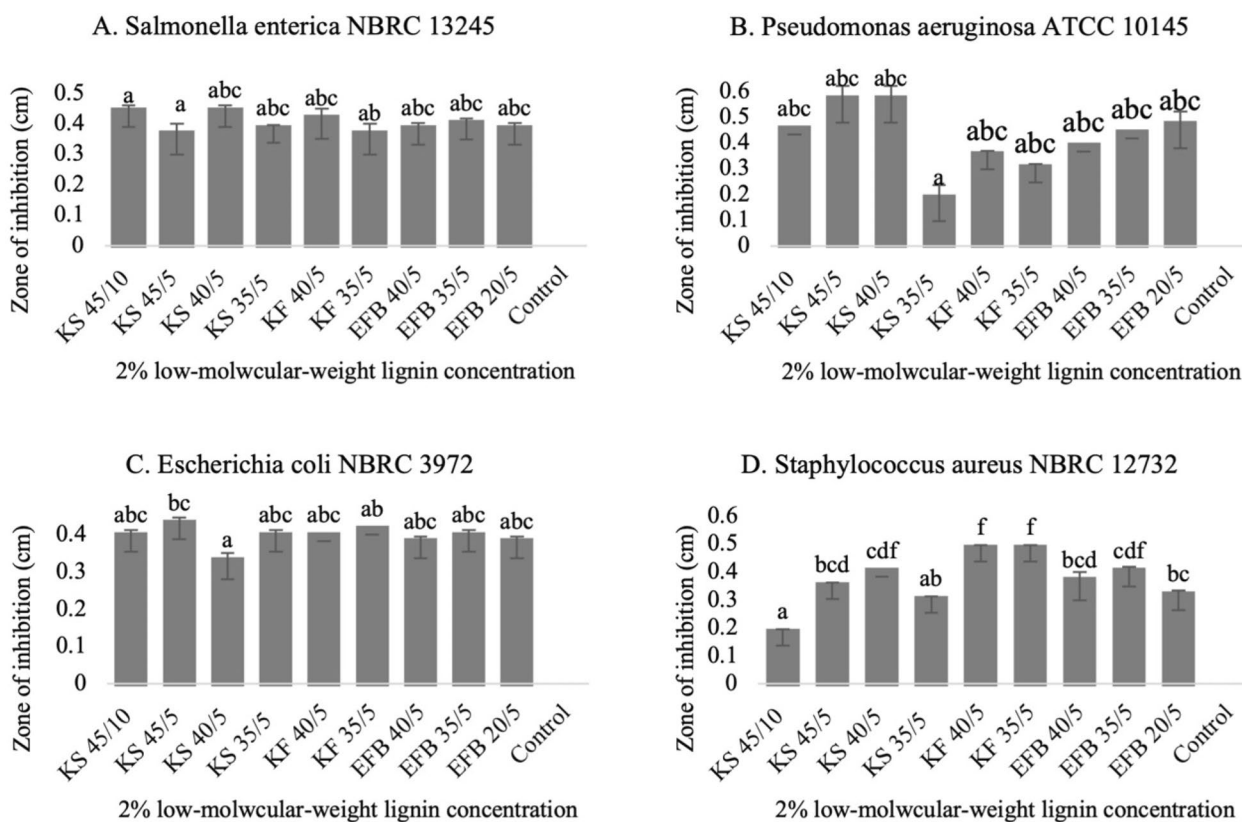 A. Salmonella enterica NBRC 13245
Zone of inhibition (cm)
0.5
0.4
0.3
0.2
0.1
0
a
a
abc
abc
abc
ab
abc
abc
abc
KS 45/10
KS 45/5
KS 40/5
KS 35/5
KF 40/5
KF 35/5
EFB 40/5
EFB 35/5
EFB 20/5
Control
2% low-molwcular-weight lignin concentration
B. Pseudomonas aeruginosa ATCC 10145
Zone of inhibition (cm)
0.6
0.5
0.4
0.3
0.2
0.1
0
abc
abc
abc
a
abc
abc
abc
abc
abc
KS 45/10
KS 45/5
KS 40/5
KS 35/5
KF 40/5
KF 35/5
EFB 40/5
EFB 35/5
EFB 20/5
Control
2% low-molwcular-weight lignin concentration
C. Escherichia coli NBRC 3972
Zone of inhibition (cm)
0.4
0.3
0.2
0.1
0
abc
bc
a
abc
abc
ab
abc
abc
abc
KS 45/10
KS 45/5
KS 40/5
KS 35/5
KF 40/5
KF 35/5
EFB 40/5
EFB 35/5
EFB 20/5
Control
2% low-molwcular-weight lignin concentration
D. Staphylococcus aureus NBRC 12732
Zone of inhibition (cm)
0.6
0.5
0.4
0.3
0.2
0.1
0
a
bcd
cdf
ab
f
f
bcd
cdf
bc
KS 45/10
KS 45/5
KS 40/5
KS 35/5
KF 40/5
KF 35/5
EFB 40/5
EFB 35/5
EFB 20/5
Control
2% low-molwcular-weight lignin concentration